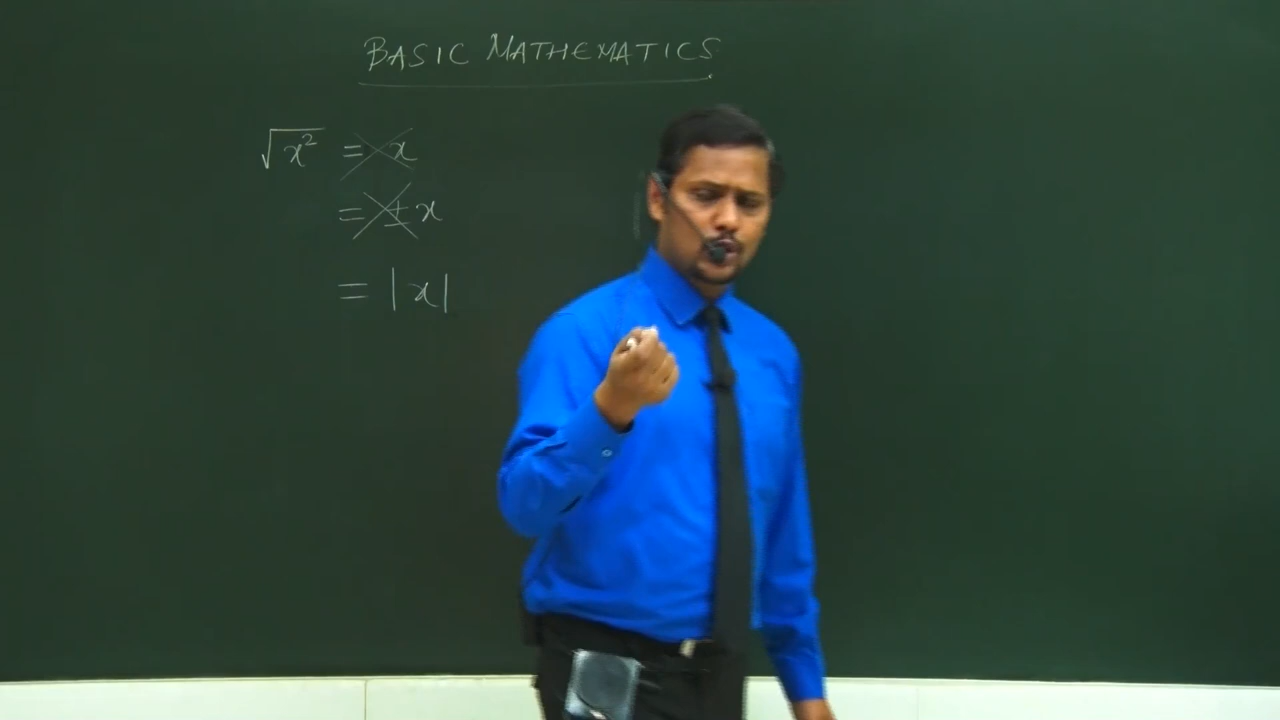 BASIC MATHEMATICS
√x² = x
= ± x
= |x|